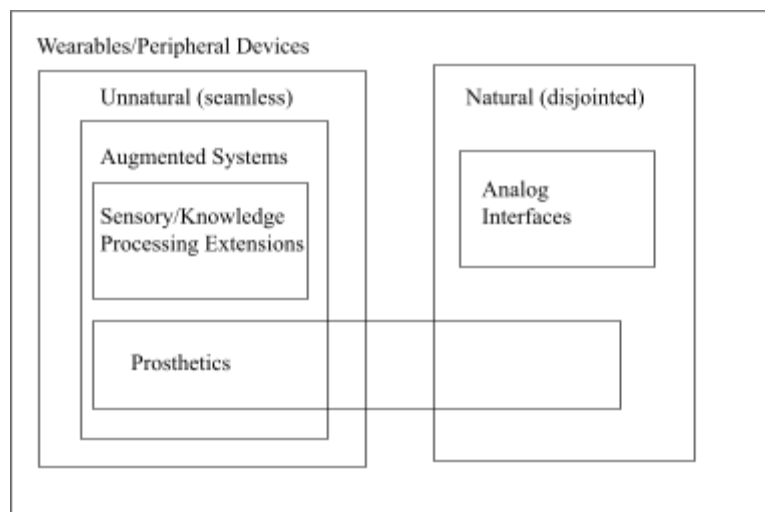 Wearables/Peripheral Devices
Unnatural (seamless)
Natural (disjointed)
Augmented Systems
Sensory/Knowledge
Processing Extensions
Analog
Interfaces
Prosthetics